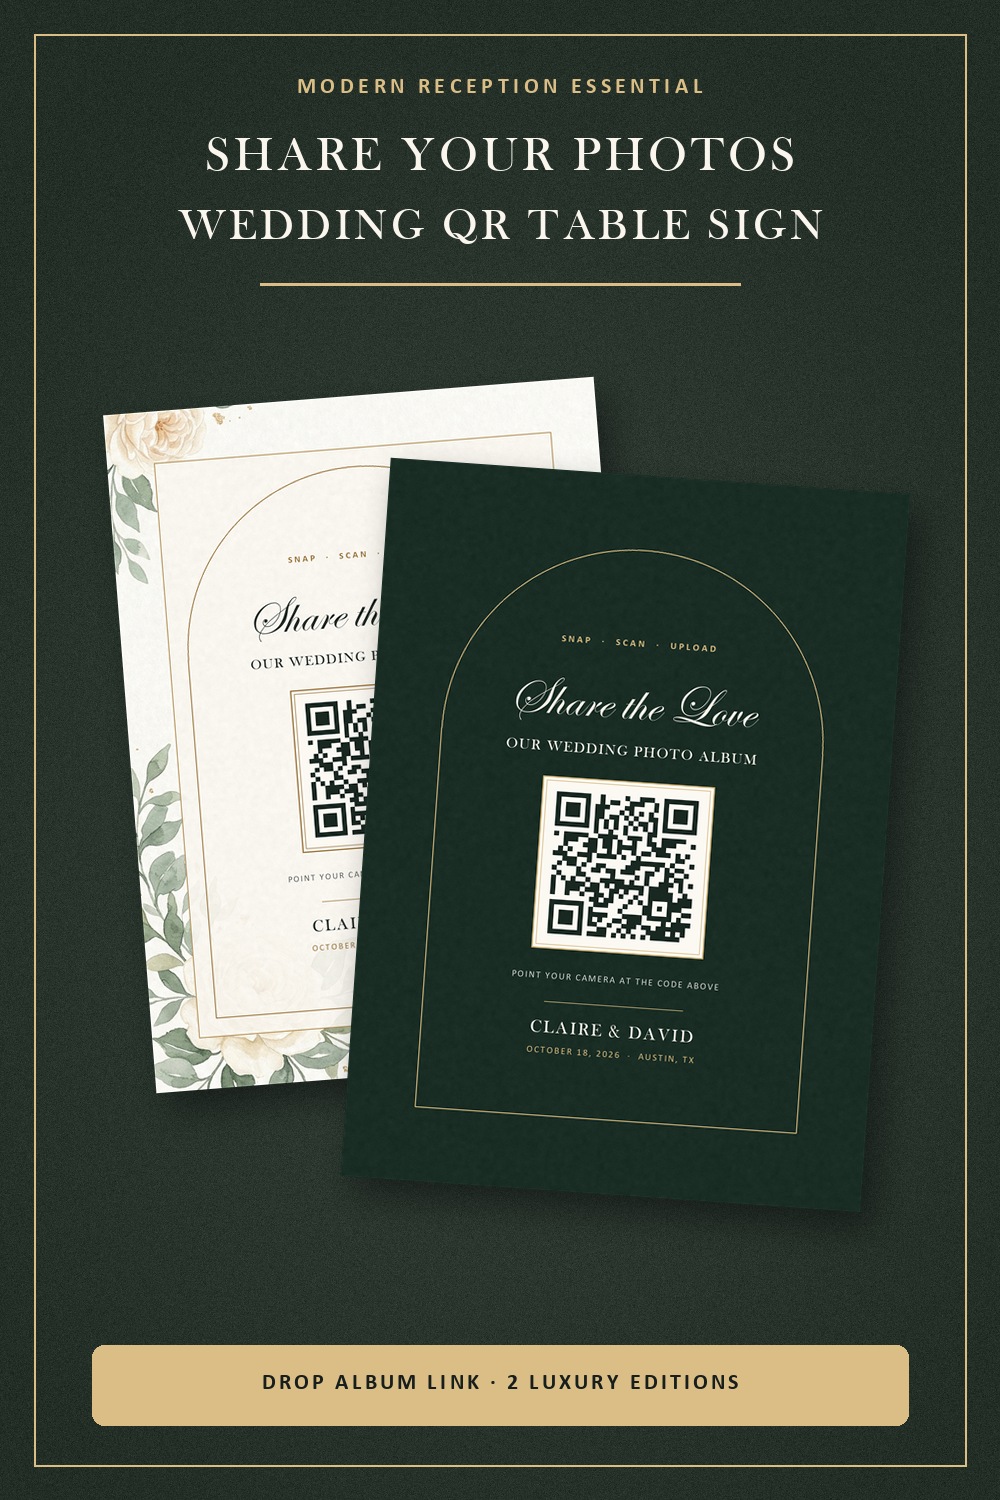 MODERN RECEPTION ESSENTIAL
SHARE YOUR PHOTOS
WEDDING QR TABLE SIGN
SNAP · SCAN ·
Share th
OUR WEDDING
POINT YOUR
CLAI
OCTOBER
SNAP · SCAN · UPLOAD
Share the Love
OUR WEDDING PHOTO ALBUM
POINT YOUR CAMERA AT THE CODE ABOVE
CLAIRE & DAVID
OCTOBER 18, 2026 · AUSTIN, TX
DROP ALBUM LINK · 2 LUXURY EDITIONS